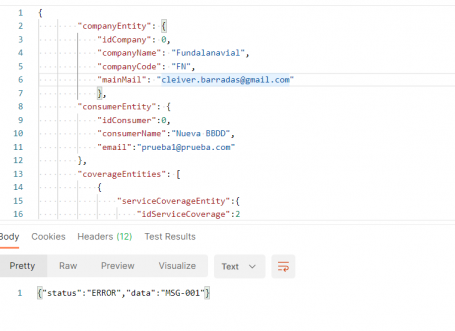 1 {
2 "companyEntity": {
3 "idCompany": 0,
4 "companyName": "Fundalanavial",
5 "companyCode": "FN",
6 "mainMail": "cleiver.barradas@gmail.com"
7 },
8 "consumerEntity": {
9 "idConsumer":0,
10 "consumerName":"Nueva BBDD",
11 "email":"prueba1@prueba.com"
12 },
13 "coverageEntities": [
14 {
15 "serviceCoverageEntity":{
16 "idServiceCoverage":2
Body Cookies Headers (12) Test Results
Pretty Raw Preview Visualize Text
1 {"status":"ERROR","data":"MSG-001"}